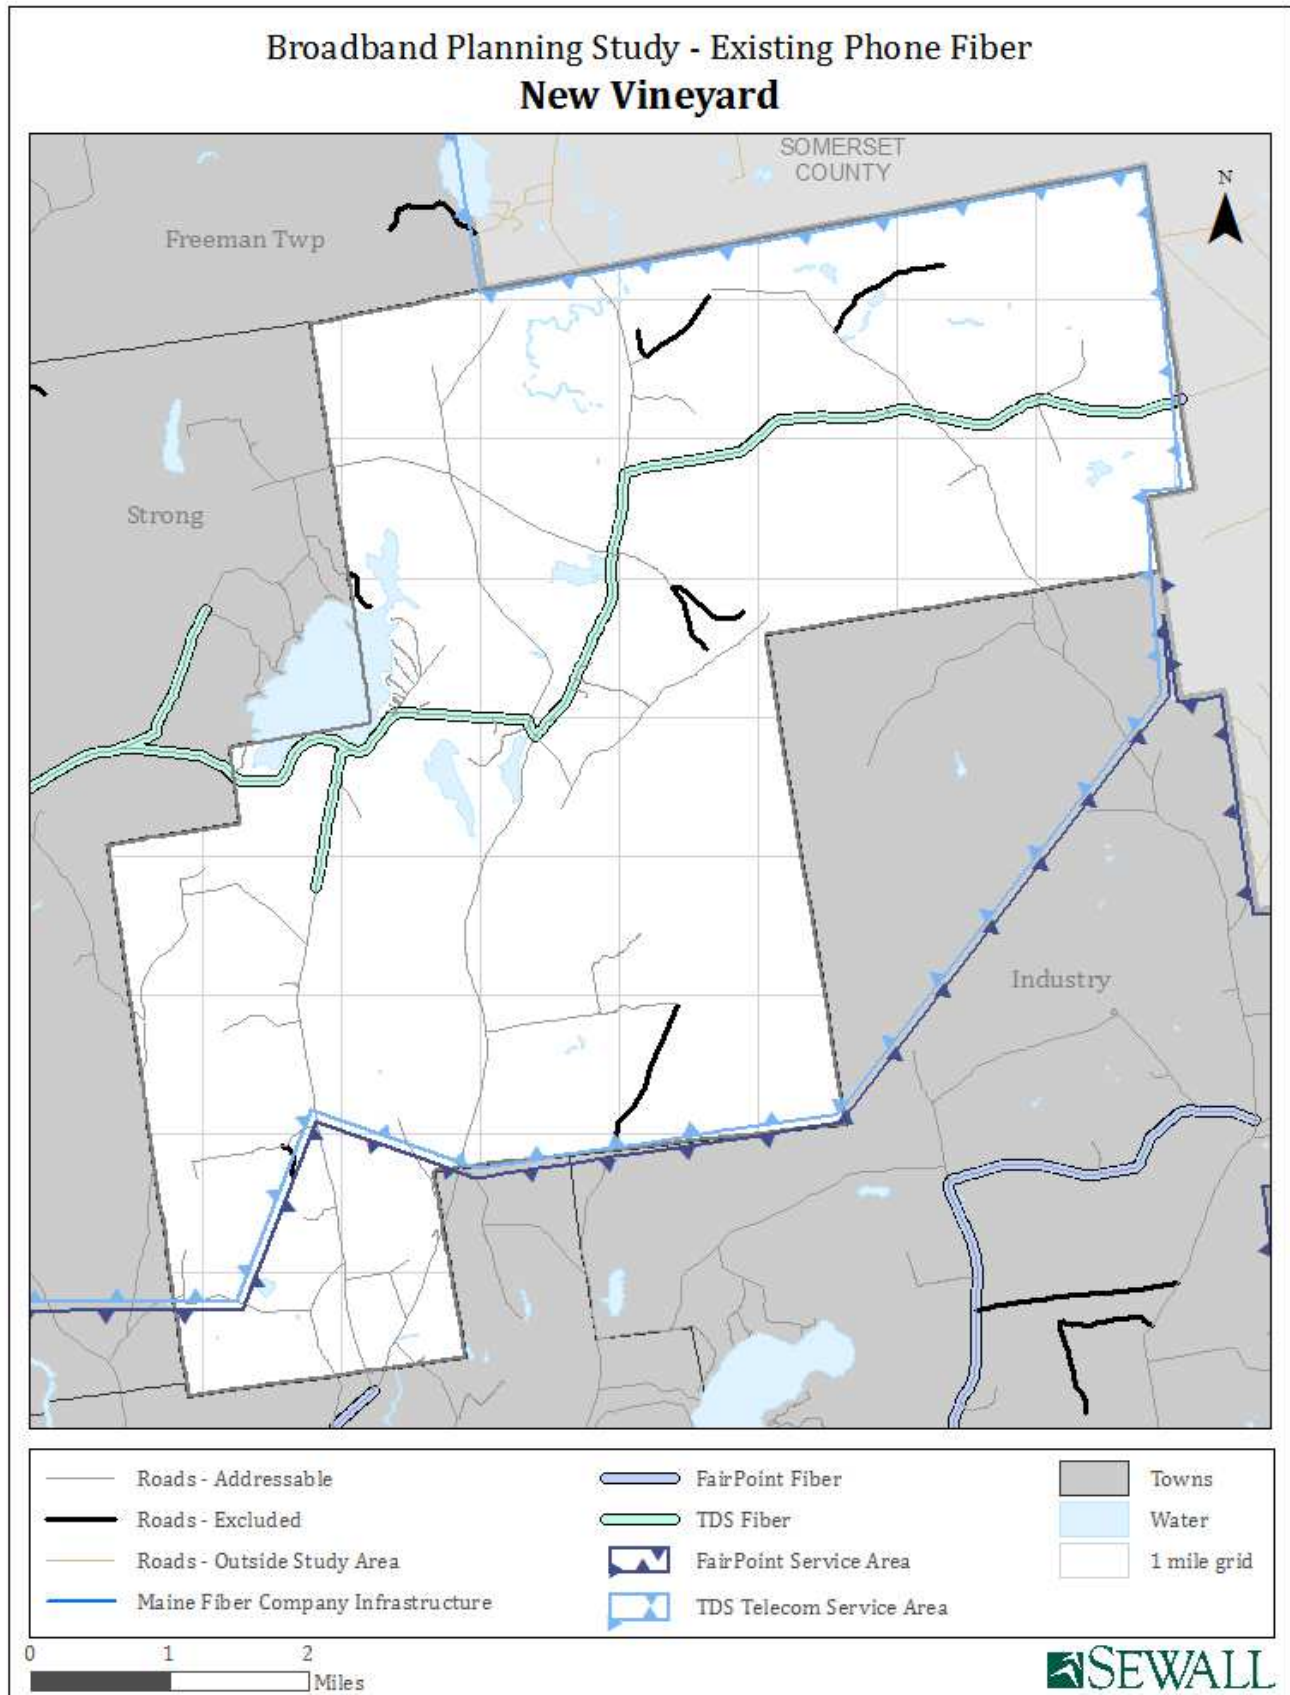 Broadband Planning Study - Existing Phone Fiber
New Vineyard
SOMERSET
COUNTY
N
Freeman Twp
Strong
Industry
Roads - Addressable
Roads - Excluded
Roads - Outside Study Area
Maine Fiber Company Infrastructure
FairPoint Fiber
TDS Fiber
FairPoint Service Area
TDS Telecom Service Area
Towns
Water
1 mile grid
0 1 2
Miles
SEWALL